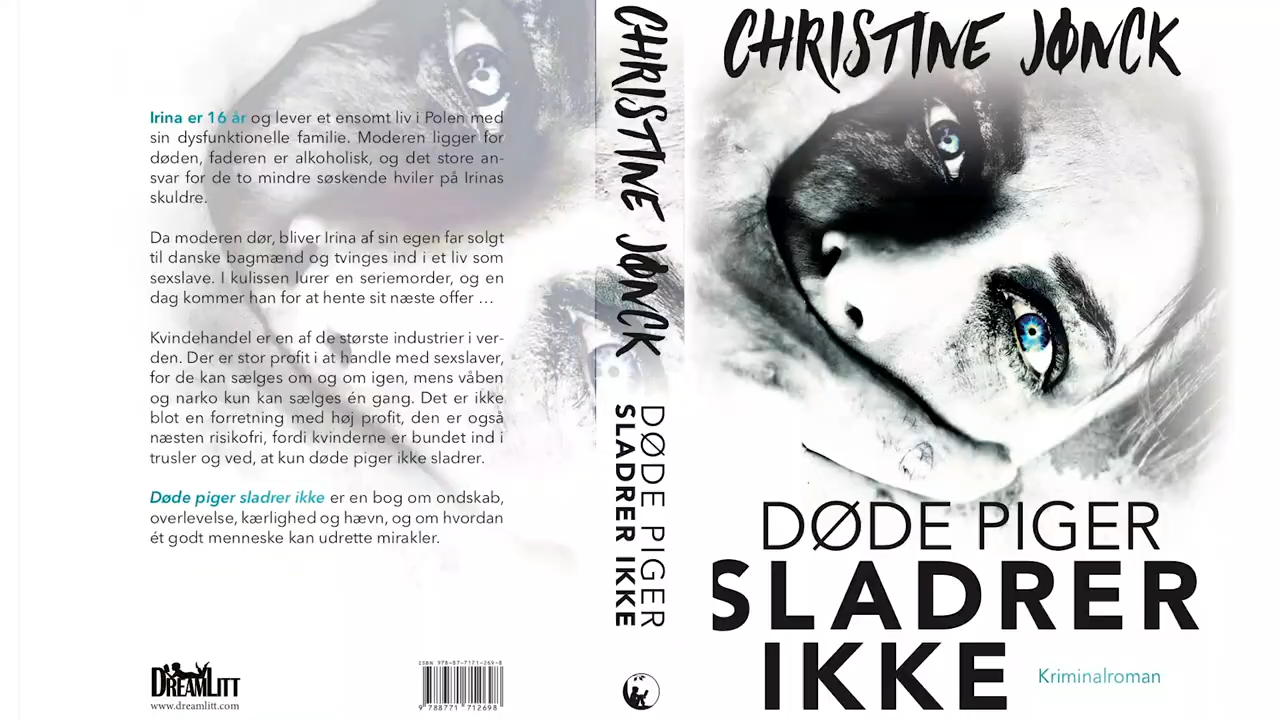 Irina er 16 år og lever et ensomt liv i Polen med
sin dysfunktionelle familie. Moderen ligger for
døden, faderen er alkoholisk, og det store an-
svar for de to mindre søskende hviler på Irinas
skuldre.
Da moderen dør, bliver Irina af sin egen far solgt
til danske bagmænd og tvinges ind i et liv som
sexslave. I kulissen lurer en seriemorder, og en
dag kommer han for at hente sit næste offer …
Kvindehandel er en af de største industrier i ver-
den. Der er stor profit i at handle med sexslaver,
for de kan sælges om og om igen, mens våben
og narko kun kan sælges én gang. Det er ikke
blot en forretning med høj profit, den er også
næsten risikofri, fordi kvinderne er bundet ind i
trusler og ved, at kun døde piger ikke sladrer.
Døde piger sladrer ikke er en bog om ondskab,
overlevelse, kærlighed og hævn, og om hvordan
ét godt menneske kan udrette mirakler.
DREAMLITT
www.dreamlitt.com
ISBN 978-87-7171-269-8
9 788771 712698
CHRISTINE JØNCK
DØDE PIGER
SLADRER IKKE
CHRISTINE JØNCK
DØDE PIGER
SLADRER
IKKE
Kriminalroman